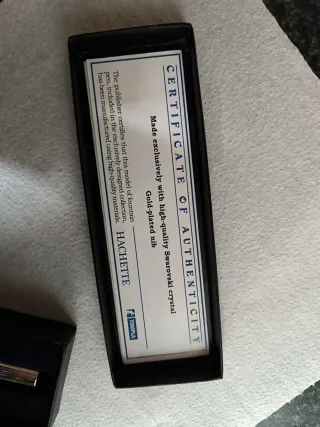 CERTIFICATE OF AUTHENTICITY
Made exclusively with high-quality Swarovski crystal
Gold-plated nib
The publisher certifies that this model of fountain
pen, included in the exclusively designed collection,
has been manufactured using high-quality materials.
HACHETTE